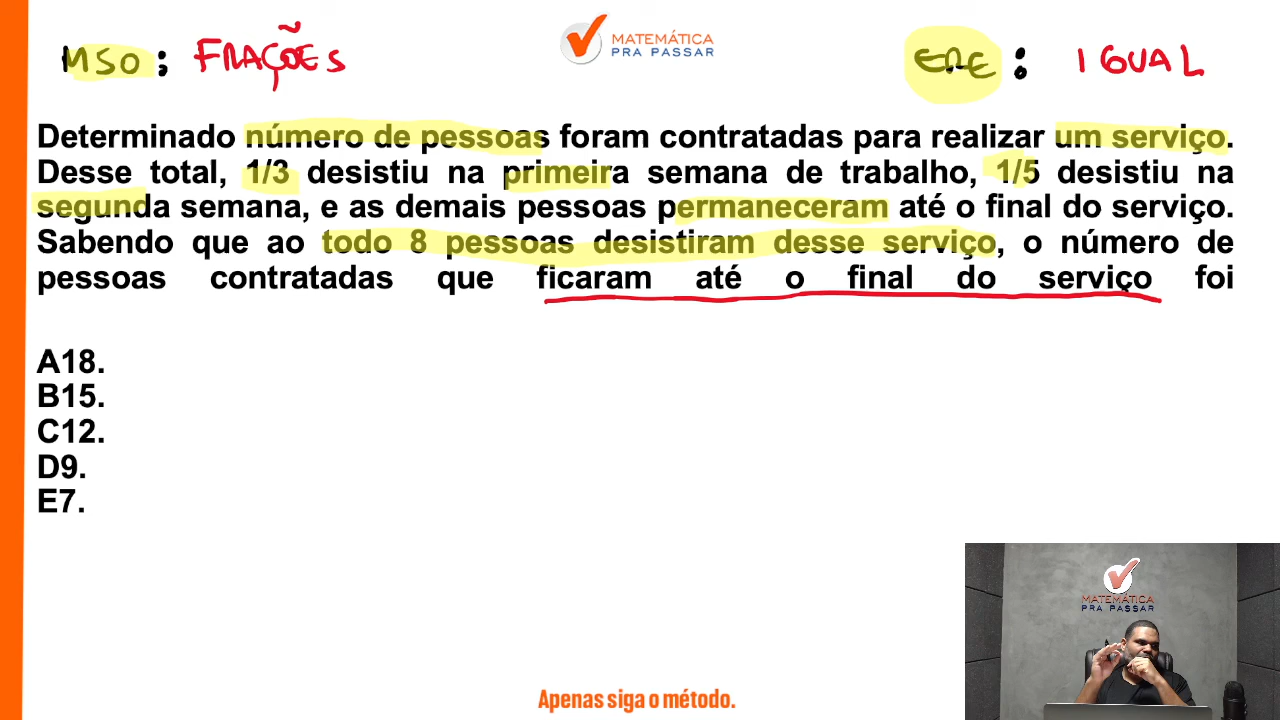 MSO : FRAÇÕES
MATEMÁTICA
PRA PASSAR
ERE : IGUAL
Determinado número de pessoas foram contratadas para realizar um serviço.
Desse total, 1/3 desistiu na primeira semana de trabalho, 1/5 desistiu na
segunda semana, e as demais pessoas permaneceram até o final do serviço.
Sabendo que ao todo 8 pessoas desistiram desse serviço, o número de
pessoas contratadas que ficaram até o final do serviço foi
A18.
B15.
C12.
D9.
E7.
MATEMÁTICA
PRA PASSAR
Apenas siga o método.